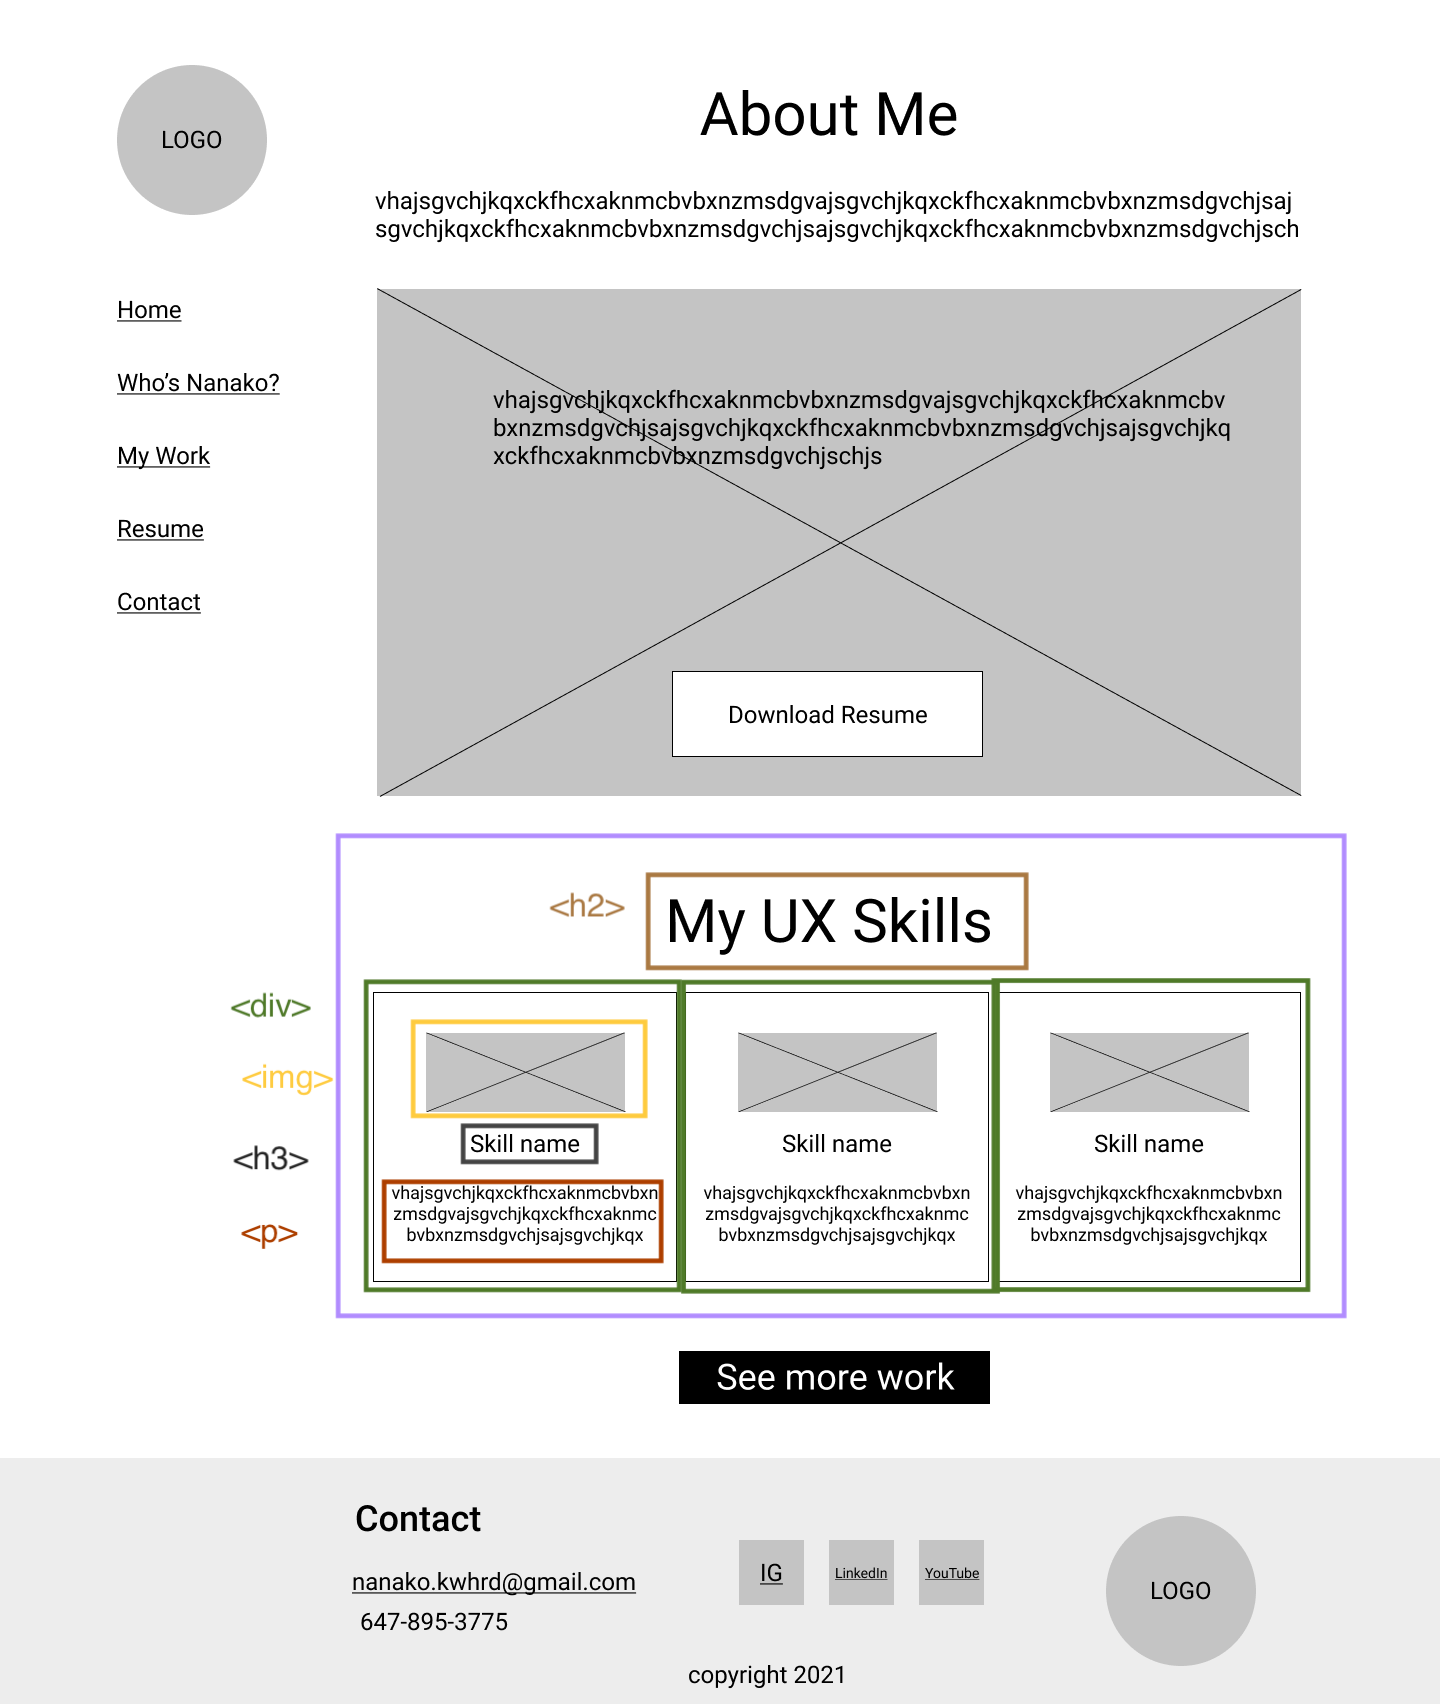 LOGO
Home
Who’s Nanako?
My Work
Resume
Contact
About Me
vhajsgvchjkqxckfhcxaknmcbvbxnzmsdgvajsgvchjkqxckfhcxaknmcbvbxnzmsdgvchjsaj
sgvchjkqxckfhcxaknmcbvbxnzmsdgvchjsajsgvchjkqxckfhcxaknmcbvbxnzmsdgvchjsch
vhajsgvchjkqxckfhcxaknmcbvbxnzmsdgvajsgvchjkqxckfhcxaknmcbv
bxnzmsdgvchjsajsgvchjkqxckfhcxaknmcbvbxnzmsdgvchjsajsgvchjkq
xckfhcxaknmcbvbxnzmsdgvchjschjs
Download Resume
<h2>
My UX Skills
<div>
<img>
<h3>
<p>
Skill name
vhajsgvchjkqxckfhcxaknmcbvbxn
zmsdgvajsgvchjkqxckfhcxaknmc
bvbxnzmsdgvchjsajsgvchjkqx
Skill name
vhajsgvchjkqxckfhcxaknmcbvbxn
zmsdgvajsgvchjkqxckfhcxaknmc
bvbxnzmsdgvchjsajsgvchjkqx
Skill name
vhajsgvchjkqxckfhcxaknmcbvbxn
zmsdgvajsgvchjkqxckfhcxaknmc
bvbxnzmsdgvchjsajsgvchjkqx
See more work
Contact
nanako.kwhrd@gmail.com
647-895-3775
IG
LinkedIn
YouTube
LOGO
copyright 2021